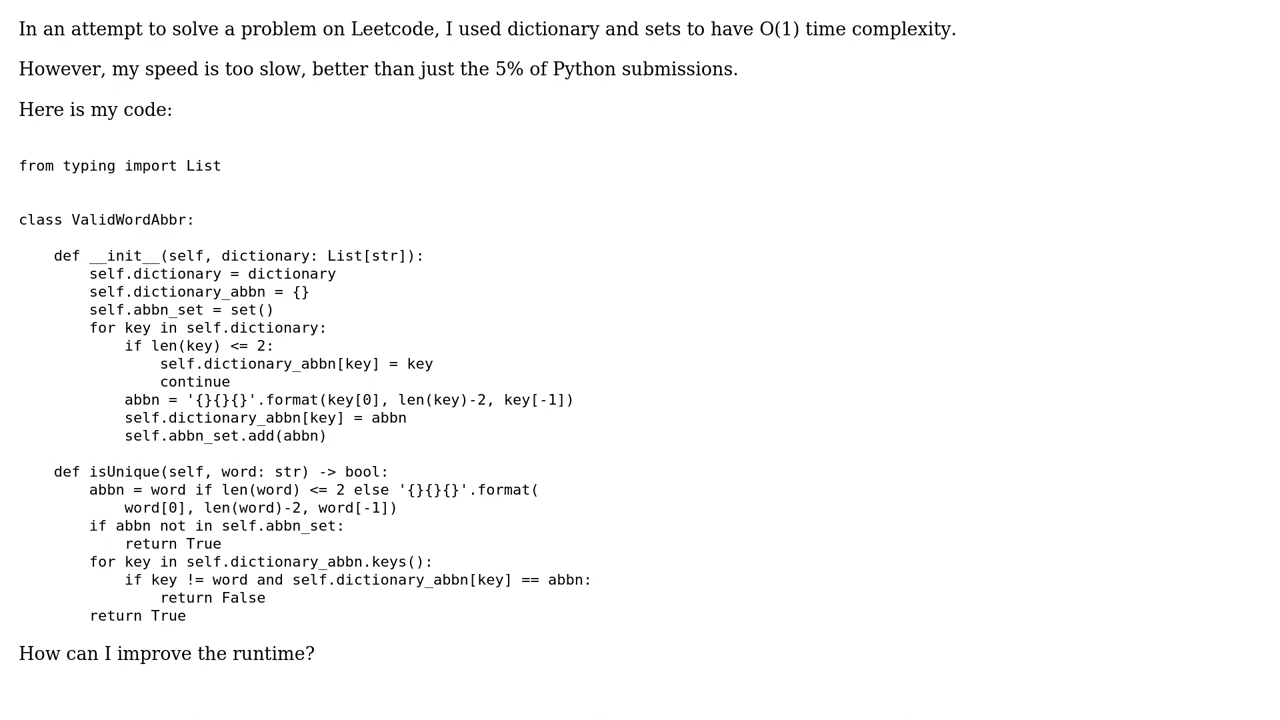 In an attempt to solve a problem on Leetcode, I used dictionary and sets to have O(1) time complexity.
However, my speed is too slow, better than just the 5% of Python submissions.
Here is my code:
from typing import List
class ValidWordAbbr:
    def __init__(self, dictionary: List[str]):
        self.dictionary = dictionary
        self.dictionary_abbn = {}
        self.abbn_set = set()
        for key in self.dictionary:
            if len(key) <= 2:
                self.dictionary_abbn[key] = key
                continue
            abbn = '{}{}{}'.format(key[0], len(key)-2, key[-1])
            self.dictionary_abbn[key] = abbn
            self.abbn_set.add(abbn)
    def isUnique(self, word: str) -> bool:
        abbn = word if len(word) <= 2 else '{}{}{}'.format(
            word[0], len(word)-2, word[-1])
        if abbn not in self.abbn_set:
            return True
        for key in self.dictionary_abbn.keys():
            if key != word and self.dictionary_abbn[key] == abbn:
                return False
        return True
How can I improve the runtime?